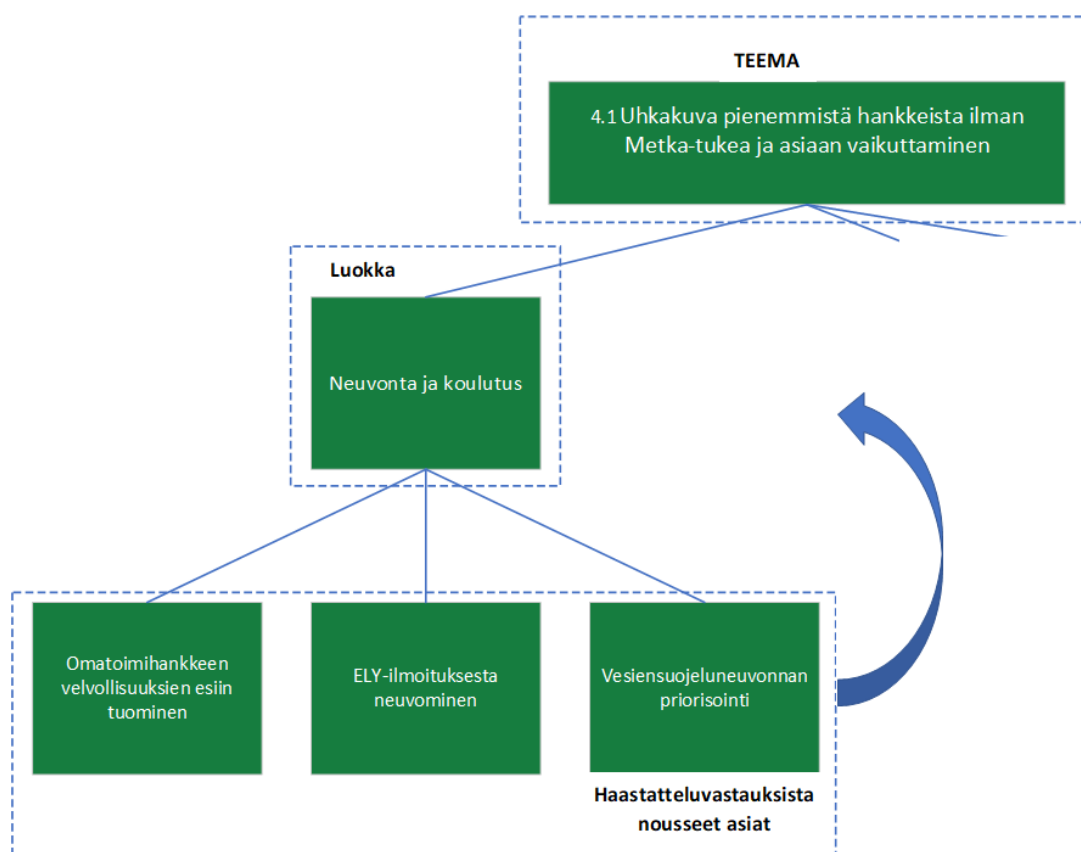 TEEMA
4.1 Uhkakuva pienemmistä hankkeista ilman
Metka-tukea ja asiaan vaikuttaminen
Luokka
Neuvonta ja koulutus
Omatoimihankkeen
velvollisuuksien esiin
tuominen
ELY-ilmoituksesta
neuvominen
Vesiensuojeluneuvonnan
priorisointi
Haastatteluvastauksista
nousseet asiat